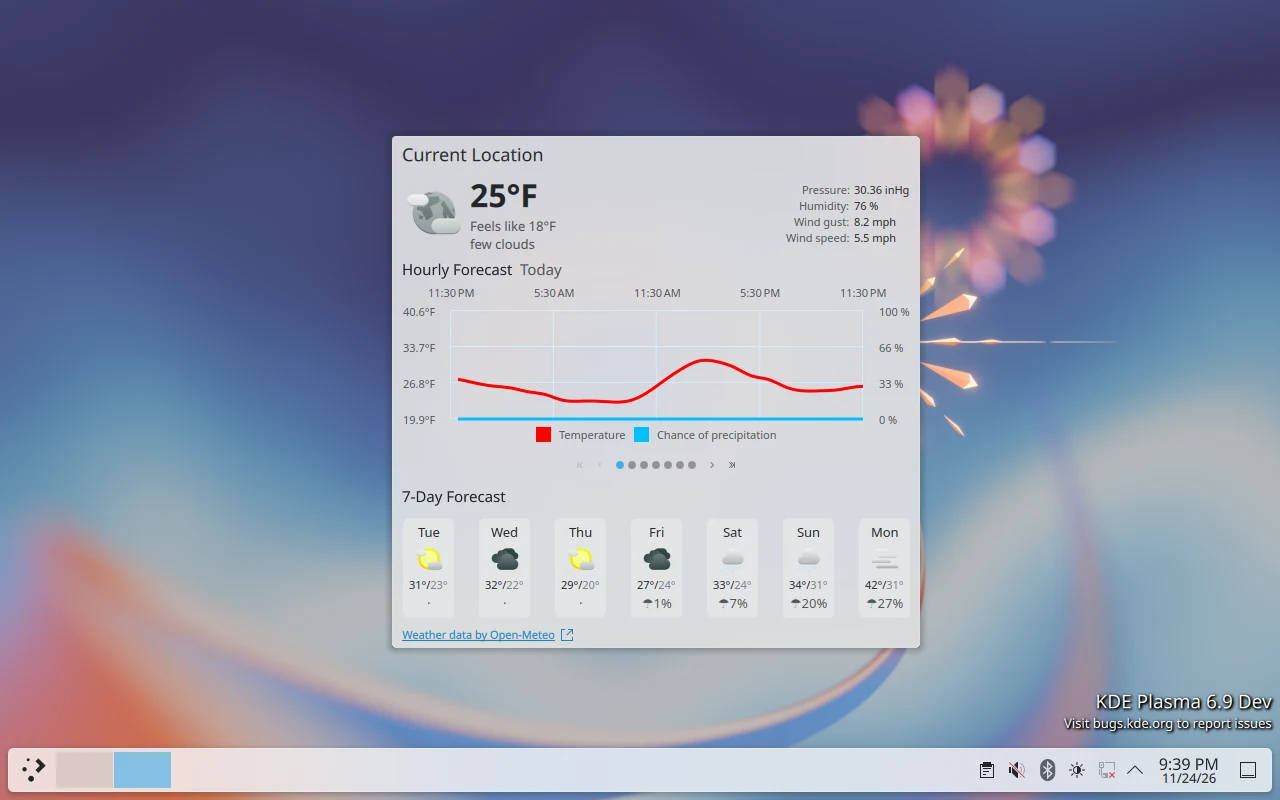 Current Location
25°F
Feels like 18°F
few clouds
Pressure: 30.36 inHg
Humidity: 76 %
Wind gust: 8.2 mph
Wind speed: 5.5 mph
Hourly Forecast Today
11:30 PM 5:30 AM 11:30 AM 5:30 PM 11:30 PM
40.6°F 100 %
33.7°F 66 %
26.8°F 33 %
19.9°F 0 %
Temperature Chance of precipitation
7-Day Forecast
Tue Wed Thu Fri Sat Sun Mon
31°/23° 32°/22° 29°/20° 27°/24° 33°/24° 34°/31° 42°/31°
· · · ☂1% ☂7% ☂20% ☂27%
Weather data by Open-Meteo
KDE Plasma 6.9 Dev
Visit bugs.kde.org to report issues
9:39 PM
11/24/26